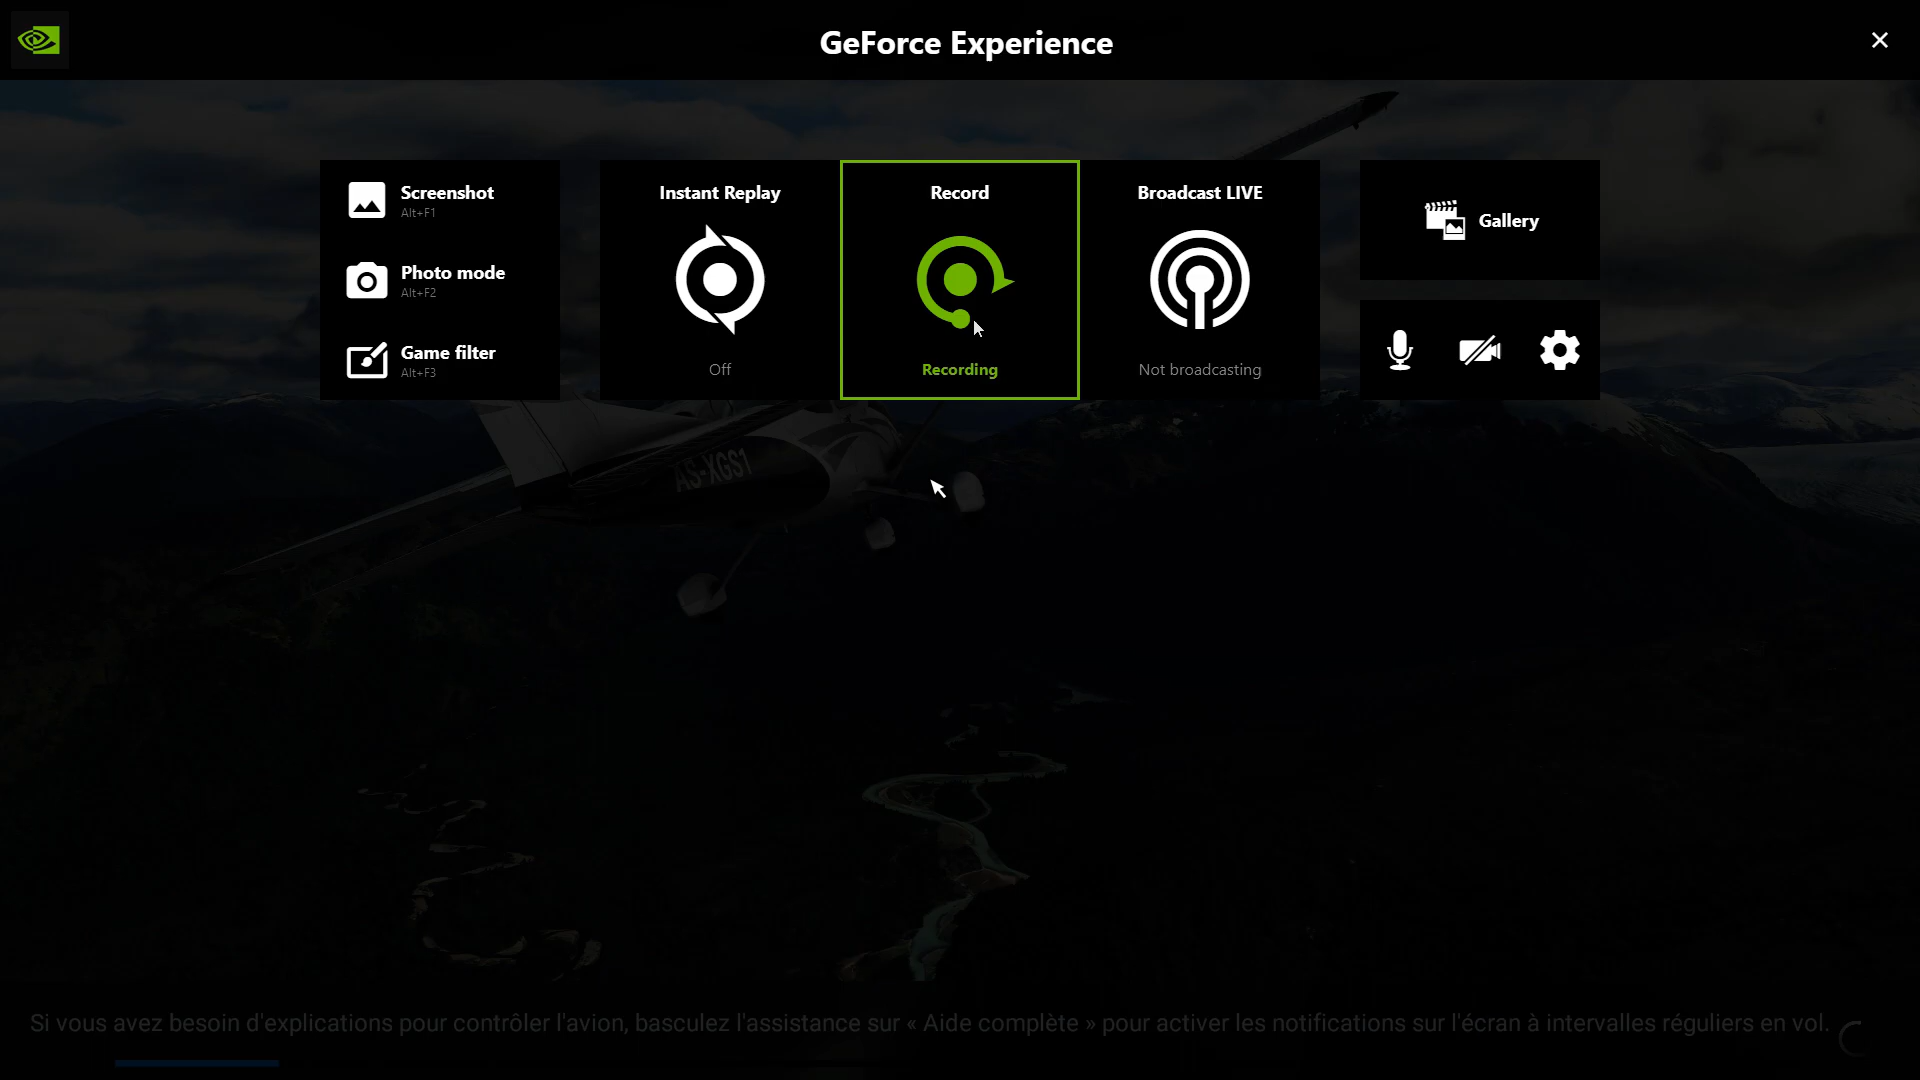 GeForce Experience
Screenshot
Alt+F1
Photo mode
Alt+F2
Game filter
Alt+F3
Instant Replay
Off
Record
Recording
Broadcast LIVE
Not broadcasting
Gallery
AS-XGS1
Si vous avez besoin d'explications pour contrôler l'avion, basculez l'assistance sur « Aide complète » pour activer les notifications sur l'écran à intervalles réguliers en vol.